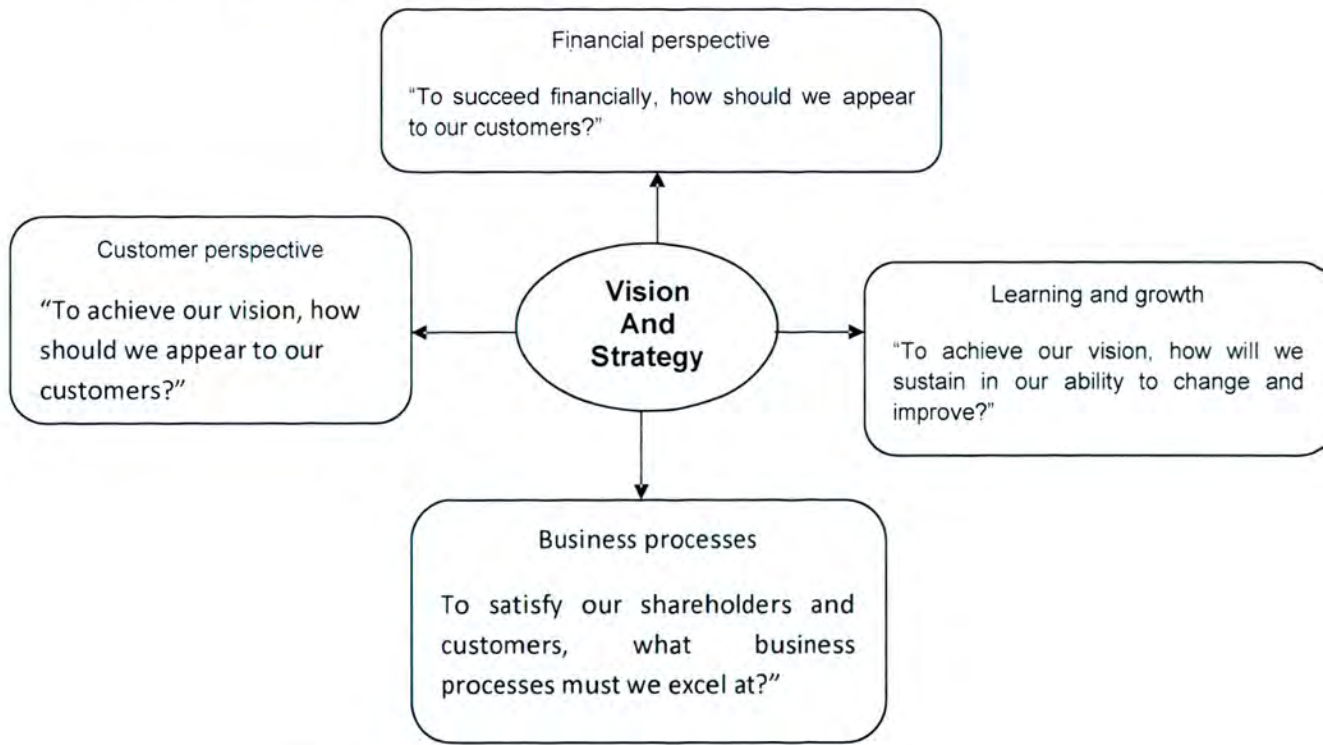 Financial perspective
“To succeed financially, how should we appear
to our customers?”
Customer perspective
“To achieve our vision, how
should we appear to our
customers?”
Vision
And
Strategy
Learning and growth
“To achieve our vision, how will we
sustain in our ability to change and
improve?”
Business processes
To satisfy our shareholders and
customers, what business
processes must we excel at?”